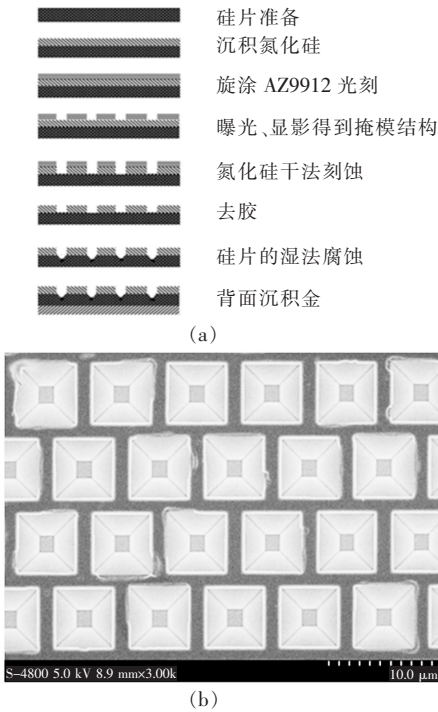 硅片准备
沉积氮化硅
旋涂 AZ9912 光刻
曝光、显影得到掩模结构
氮化硅干法刻蚀
去胶
硅片的湿法腐蚀
背面沉积金
(a)
S-4800 5.0 kV 8.9 mm×3.00k
10.0 μm
(b)